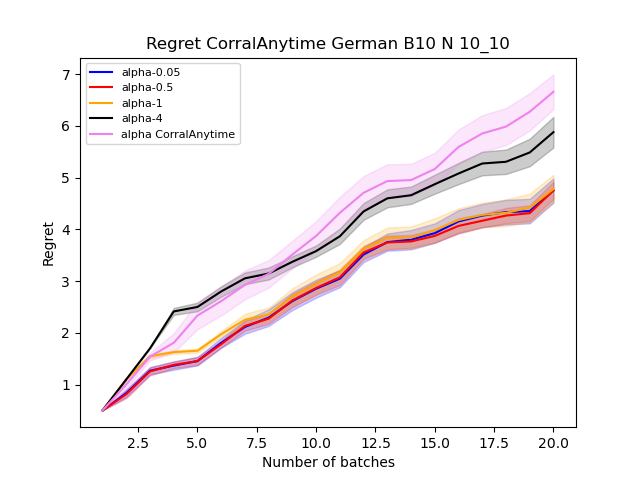 Regret CorralAnytime German B10 N 10_10
alpha-0.05
alpha-0.5
alpha-1
alpha-4
alpha CorralAnytime
7
6
5
4
3
2
1
Regret
2.5 5.0 7.5 10.0 12.5 15.0 17.5 20.0
Number of batches